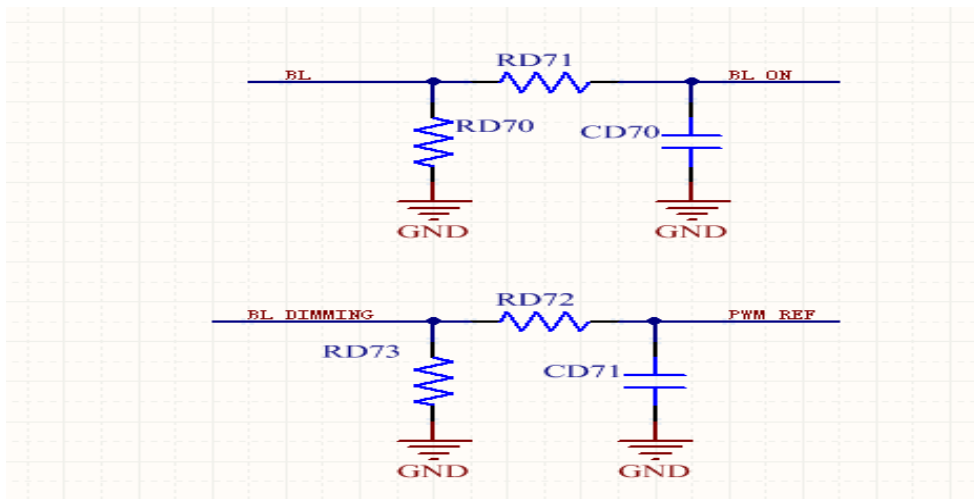 RD71
BL
BL ON
RD70
CD70
GND
GND
RD72
BL DIMMING
PWM REF
RD73
CD71
GND
GND